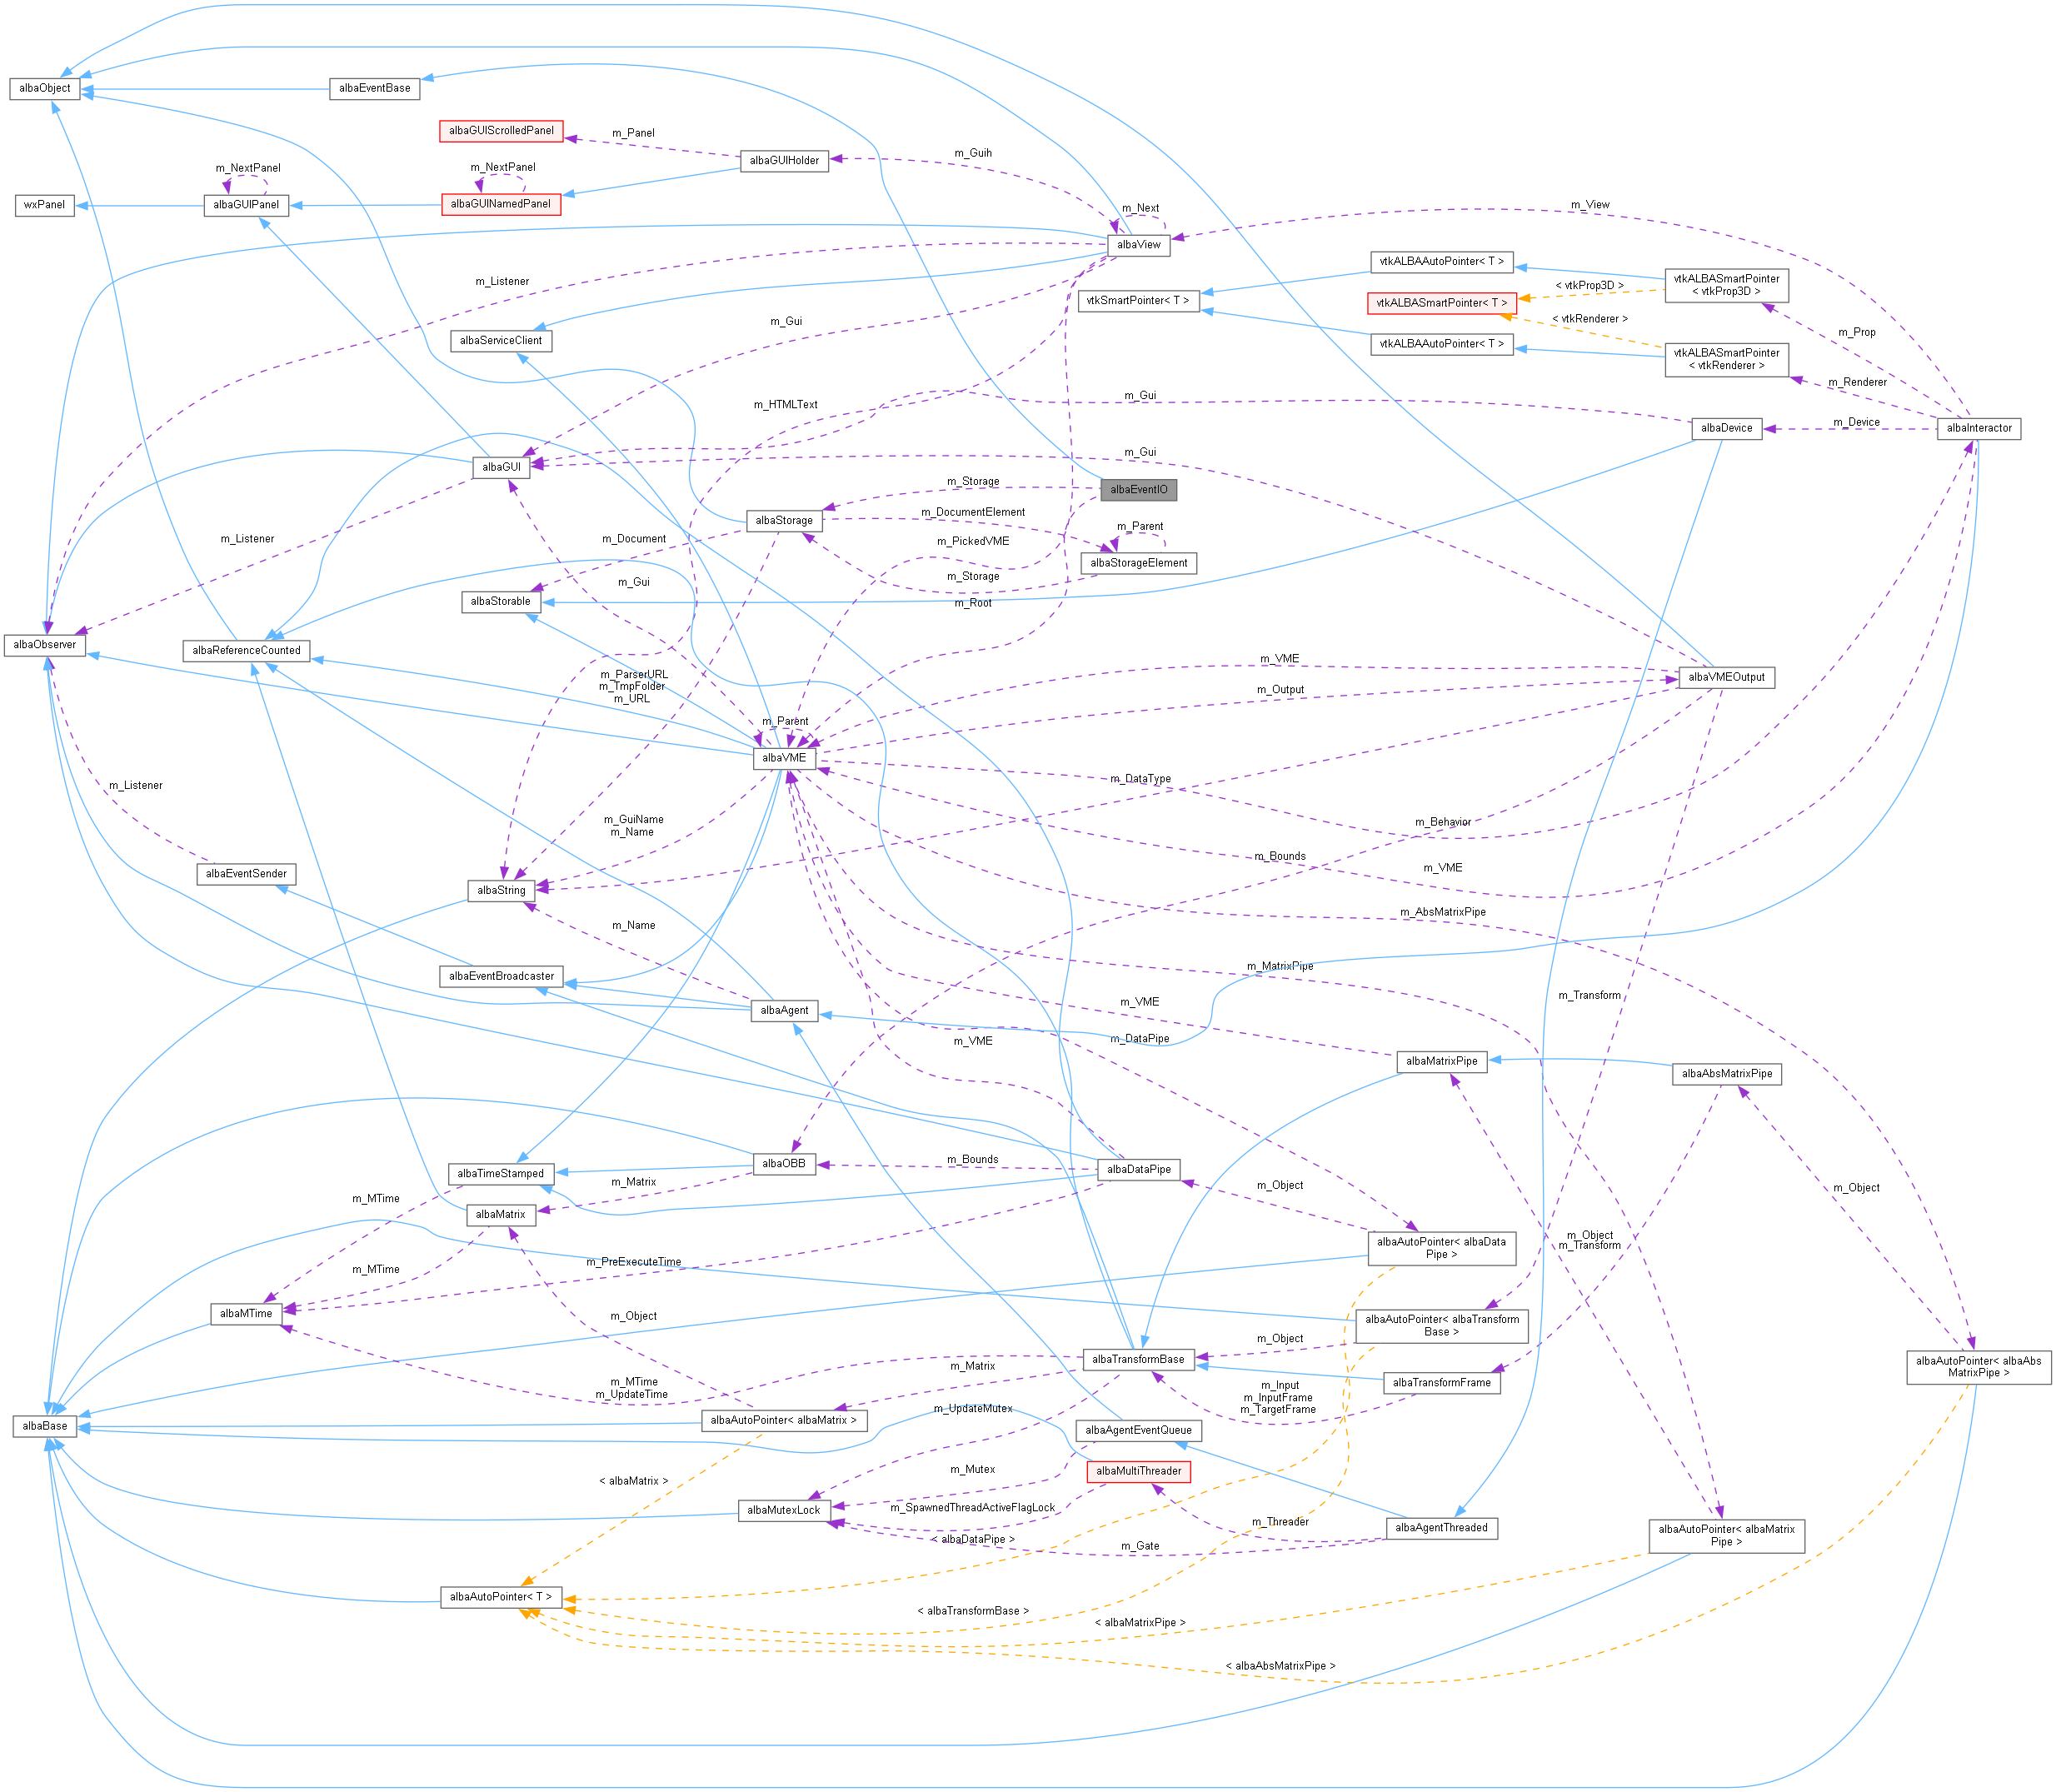 albaObject
albaEventBase
albaGUIScrolledPanel
m_Panel
albaGUIHolder
m_Guih
m_NextPanel
m_NextPanel
wxPanel
albaGUIPanel
albaGUINamedPanel
m_Next
m_View
albaView
m_Listener
vtkALBAAutoPointer< T >
vtkALBASmartPointer
< vtkProp3D >
< vtkProp3D >
vtkSmartPointer< T >
vtkALBASmartPointer< T >
m_Gui
< vtkRenderer >
m_Prop
albaServiceClient
vtkALBAAutoPointer< T >
vtkALBASmartPointer
< vtkRenderer >
m_Renderer
m_HTMLText
m_Gui
albaDevice
m_Device
albaInteractor
m_Gui
albaGUI
m_Storage
albaEventIO
m_DocumentElement
albaStorage
m_Parent
m_Listener
m_Document
m_PickedVME
albaStorageElement
m_Gui
m_Storage
albaStorable
m_Root
albaObserver
albaReferenceCounted
m_VME
m_ParserURL
m_TmpFolder
m_URL
albaVMEOutput
m_Output
m_Parent
albaVME
m_Listener
m_DataType
m_GuiName
m_Name
m_Behavior
m_Bounds
m_VME
albaEventSender
albaString
m_AbsMatrixPipe
m_Name
m_MatrixPipe
albaEventBroadcaster
m_Transform
m_VME
albaAgent
m_VME
m_DataPipe
albaMatrixPipe
albaAbsMatrixPipe
albaOBB
m_Bounds
albaTimeStamped
albaDataPipe
m_Matrix
m_Object
m_Object
m_MTime
albaMatrix
m_Object
m_Transform
albaAutoPointer< albaData
Pipe >
m_MTime
m_PreExecuteTime
albaMTime
m_Object
albaAutoPointer< albaTransform
Base >
m_Object
albaTransformBase
m_Matrix
albaAutoPointer< albaAbs
MatrixPipe >
m_MTime
m_UpdateTime
m_Input
m_InputFrame
m_TargetFrame
albaTransformFrame
m_UpdateMutex
albaBase
albaAutoPointer< albaMatrix >
albaAgentEventQueue
< albaMatrix >
m_Mutex
albaMultiThreader
m_SpawnedThreadActiveFlagLock
albaMutexLock
m_Threader
albaAgentThreaded
albaAutoPointer< albaMatrix
Pipe >
< albaDataPipe >
m_Gate
albaAutoPointer< T >
< albaTransformBase >
< albaMatrixPipe >
< albaAbsMatrixPipe >